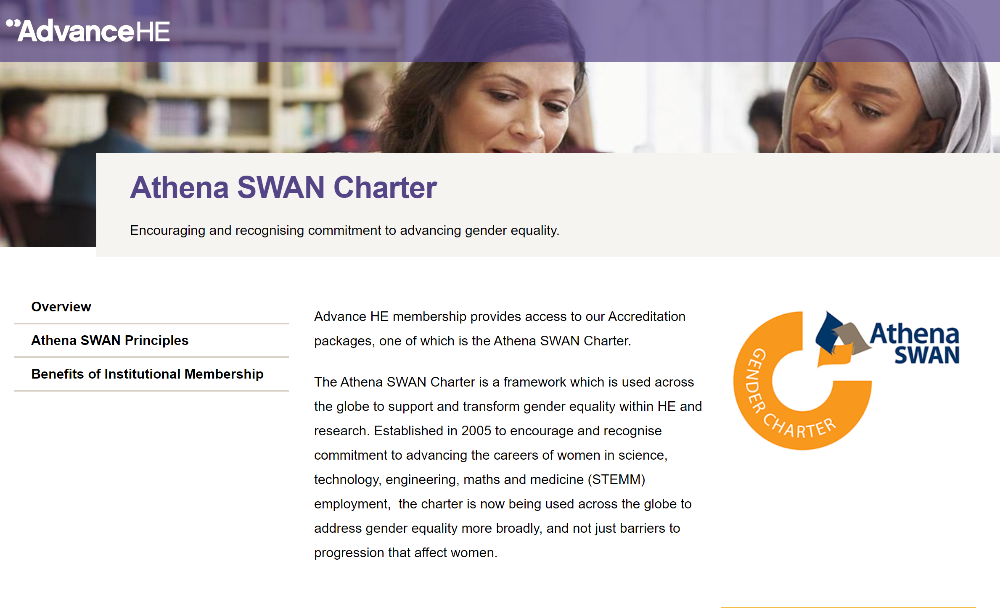 AdvanceHE
Athena SWAN Charter
Encouraging and recognising commitment to advancing gender equality.
Overview
Athena SWAN Principles
Benefits of Institutional Membership
Advance HE membership provides access to our Accreditation
packages, one of which is the Athena SWAN Charter.
The Athena SWAN Charter is a framework which is used across
the globe to support and transform gender equality within HE and
research. Established in 2005 to encourage and recognise
commitment to advancing the careers of women in science,
technology, engineering, maths and medicine (STEMM)
employment,  the charter is now being used across the globe to
address gender equality more broadly, and not just barriers to
progression that affect women.
Athena
SWAN
GENDER CHARTER